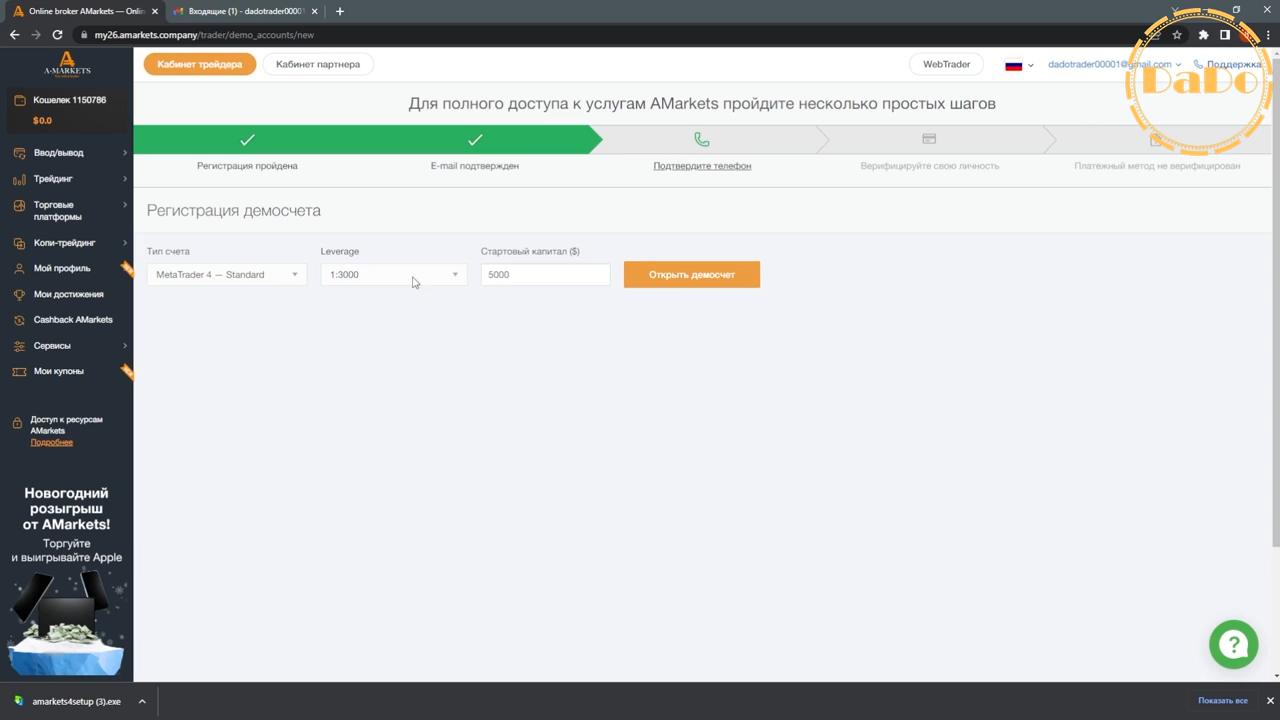 Online broker AMarkets — Onlin
Входящие (1) - dadotrader00001
my26.amarkets.company/trader/demo_accounts/new
A-MARKETS
Кошелек 1150786
$0.0
Ввод/вывод
Трейдинг
Торговые
платформы
Копи-трейдинг
Мой профиль
Мои достижения
Cashback AMarkets
Сервисы
Мои купоны
Доступ к ресурсам
AMarkets
Подробнее
Новогодний
розыгрыш
от AMarkets!
Торгуйте
и выигрывайте Apple
Кабинет трейдера
Кабинет партнера
WebTrader
dadotrader00001@gmail.com
Поддержка
DaDo
Для полного доступа к услугам AMarkets пройдите несколько простых шагов
Регистрация пройдена
E-mail подтвержден
Подтвердите телефон
Верифицируйте свою личность
Платежный метод не верифицирован
Регистрация демосчета
Тип счета
Leverage
Стартовый капитал ($)
MetaTrader 4 — Standard
1:3000
5000
Открыть демосчет
amarkets4setup (3).exe
Показать все